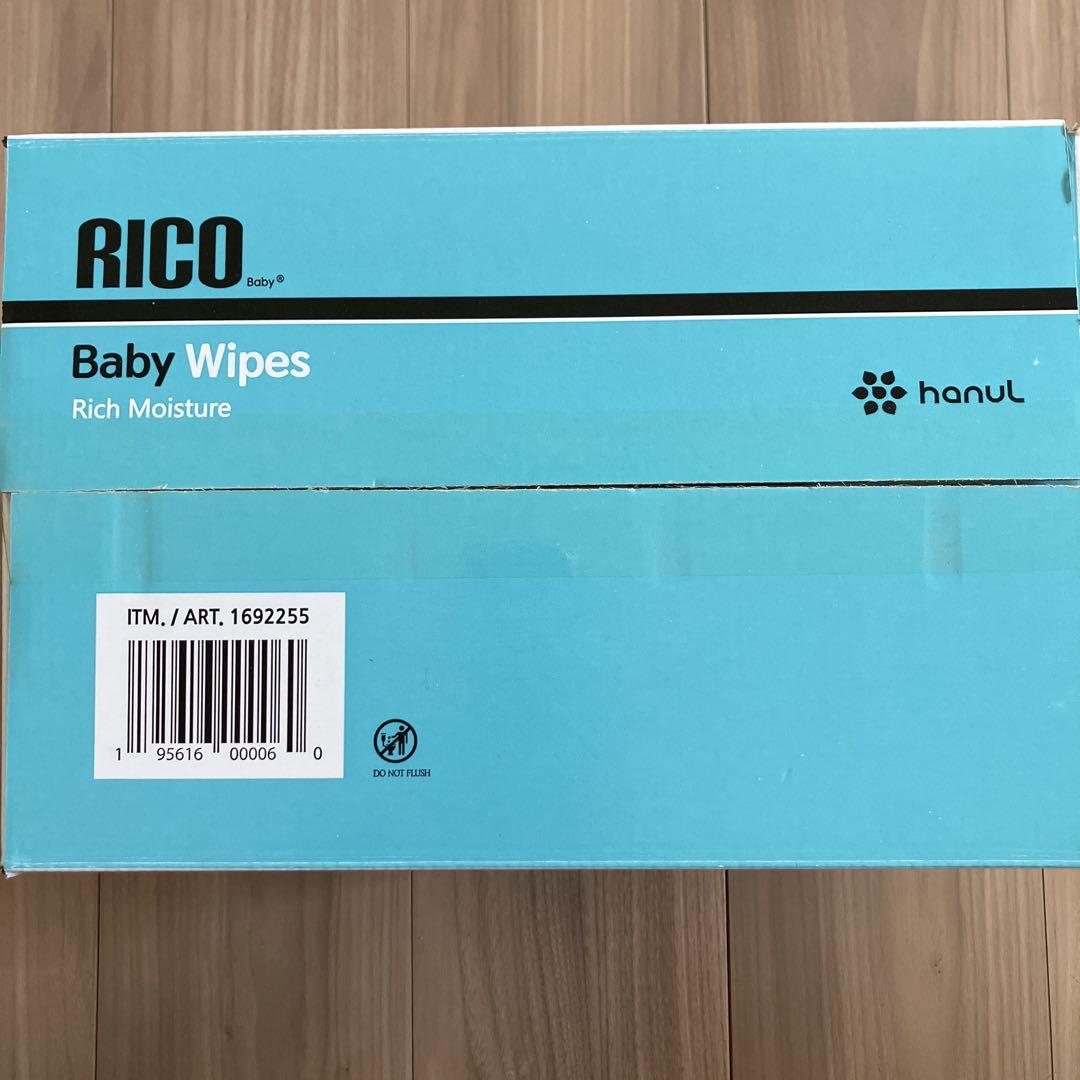 RICO Baby®
Baby Wipes
Rich Moisture
hanul
ITM. / ART. 1692255
1 95616 00006 0
DO NOT FLUSH